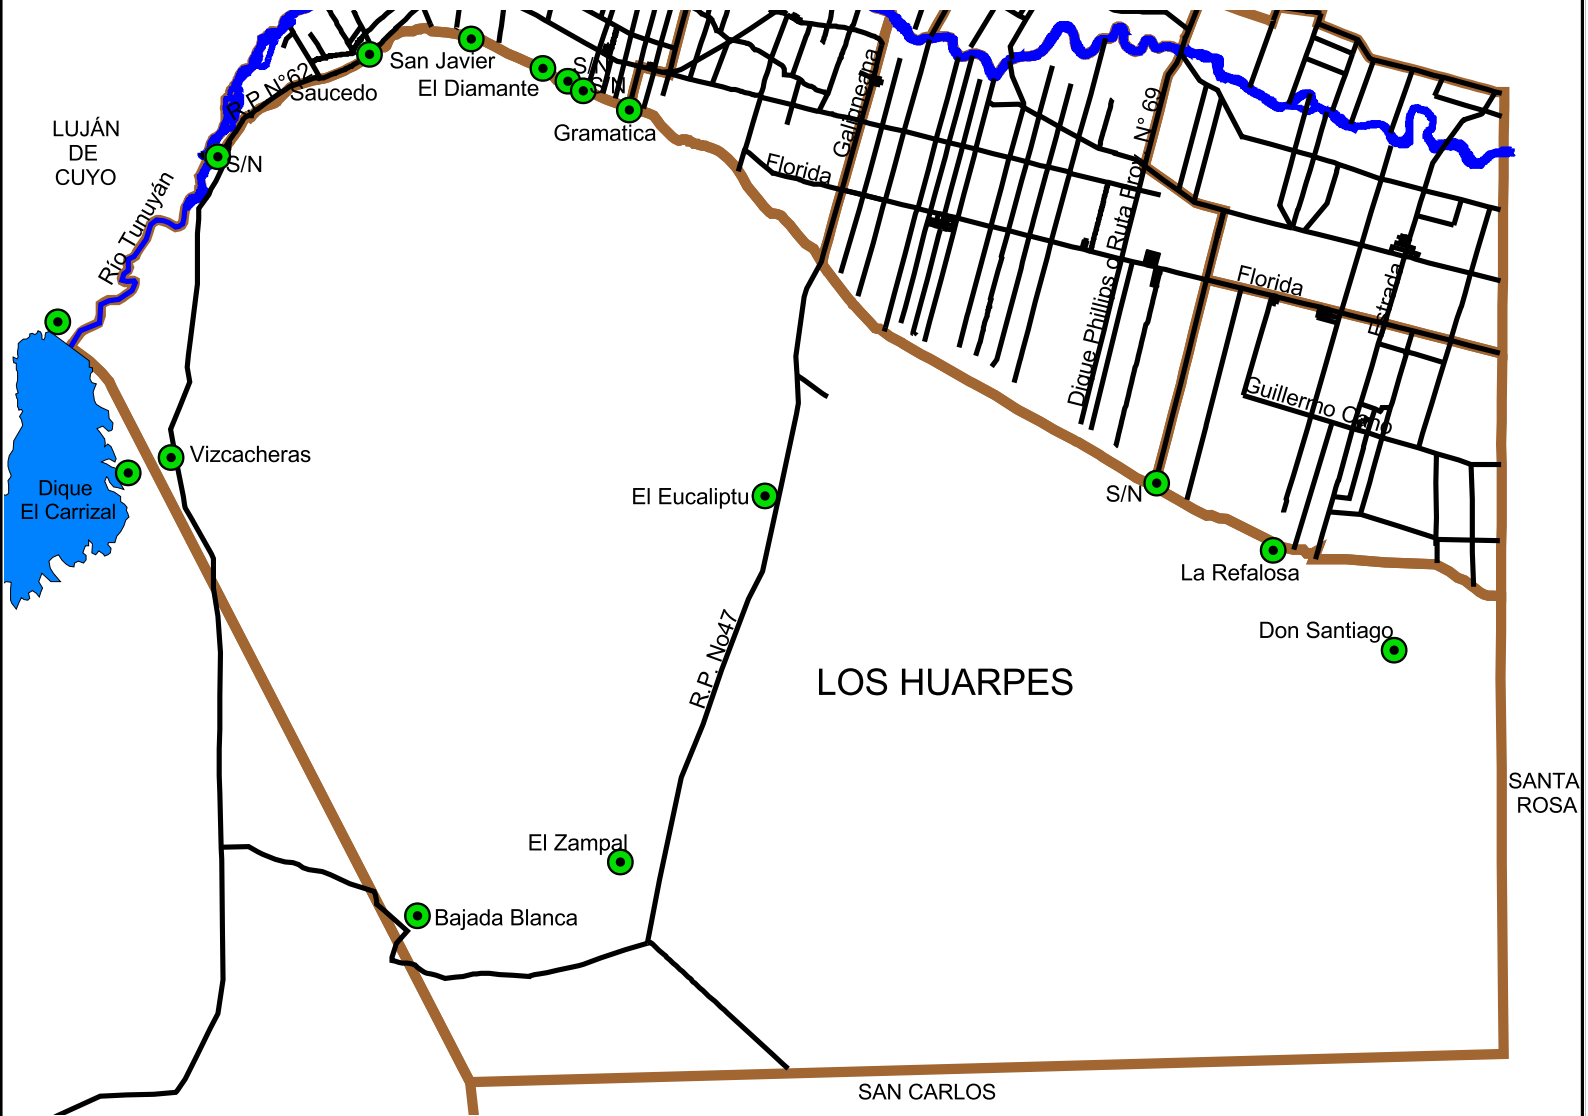 San Javier
S/N
El Diamante
S/N
Saucedo
R.P N°62
Gramatica
Galigneana
N° 69
LUJÁN
DE
CUYO
S/N
Florida
Río Tunuyán
Dique Phillips o Ruta Prov
Florida
Estrada
Guillermo Cano
Vizcacheras
Dique
El Carrizal
El Eucaliptu
S/N
La Refalosa
Don Santiago
R.P. No47
LOS HUARPES
SANTA
ROSA
El Zampal
Bajada Blanca
SAN CARLOS